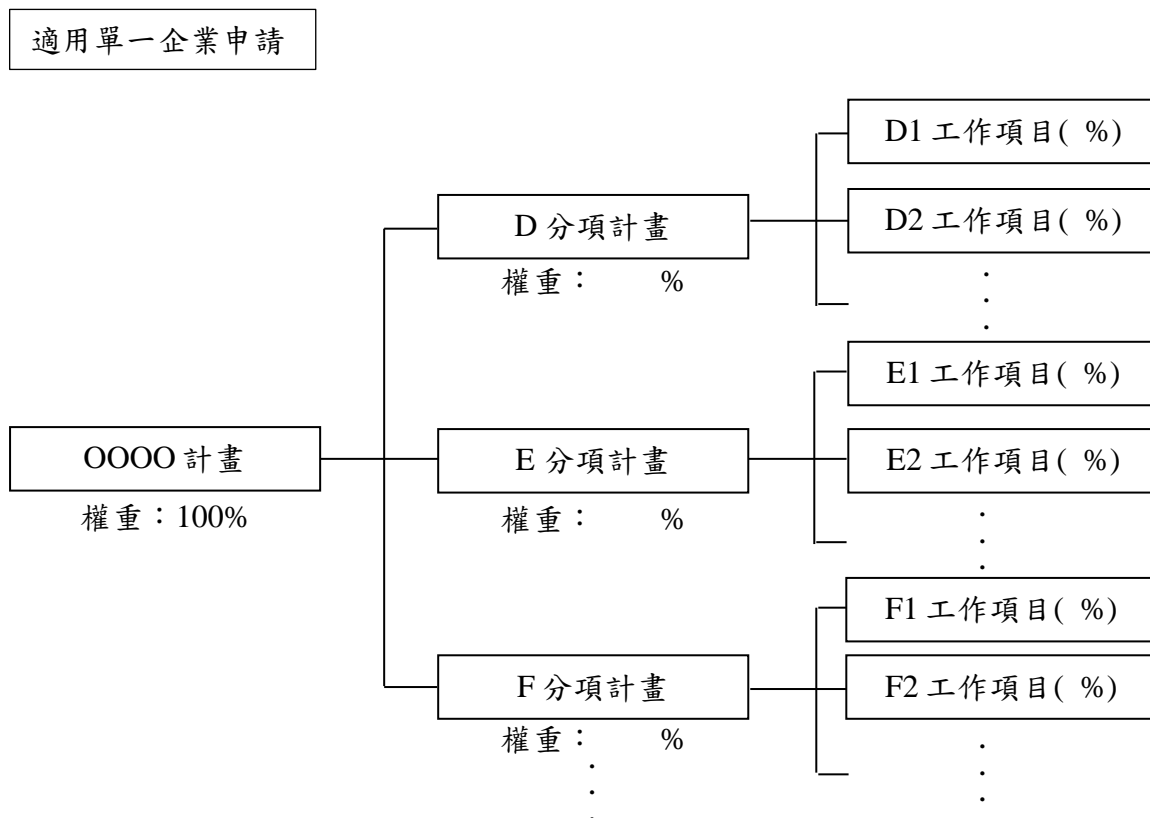 適用單一企業申請
D1 工作項目( %)
D 分項計畫
D2 工作項目( %)
權重： %
E1 工作項目( %)
OOOO 計畫
E 分項計畫
E2 工作項目( %)
權重：100%
權重： %
F1 工作項目( %)
F 分項計畫
F2 工作項目( %)
權重： %